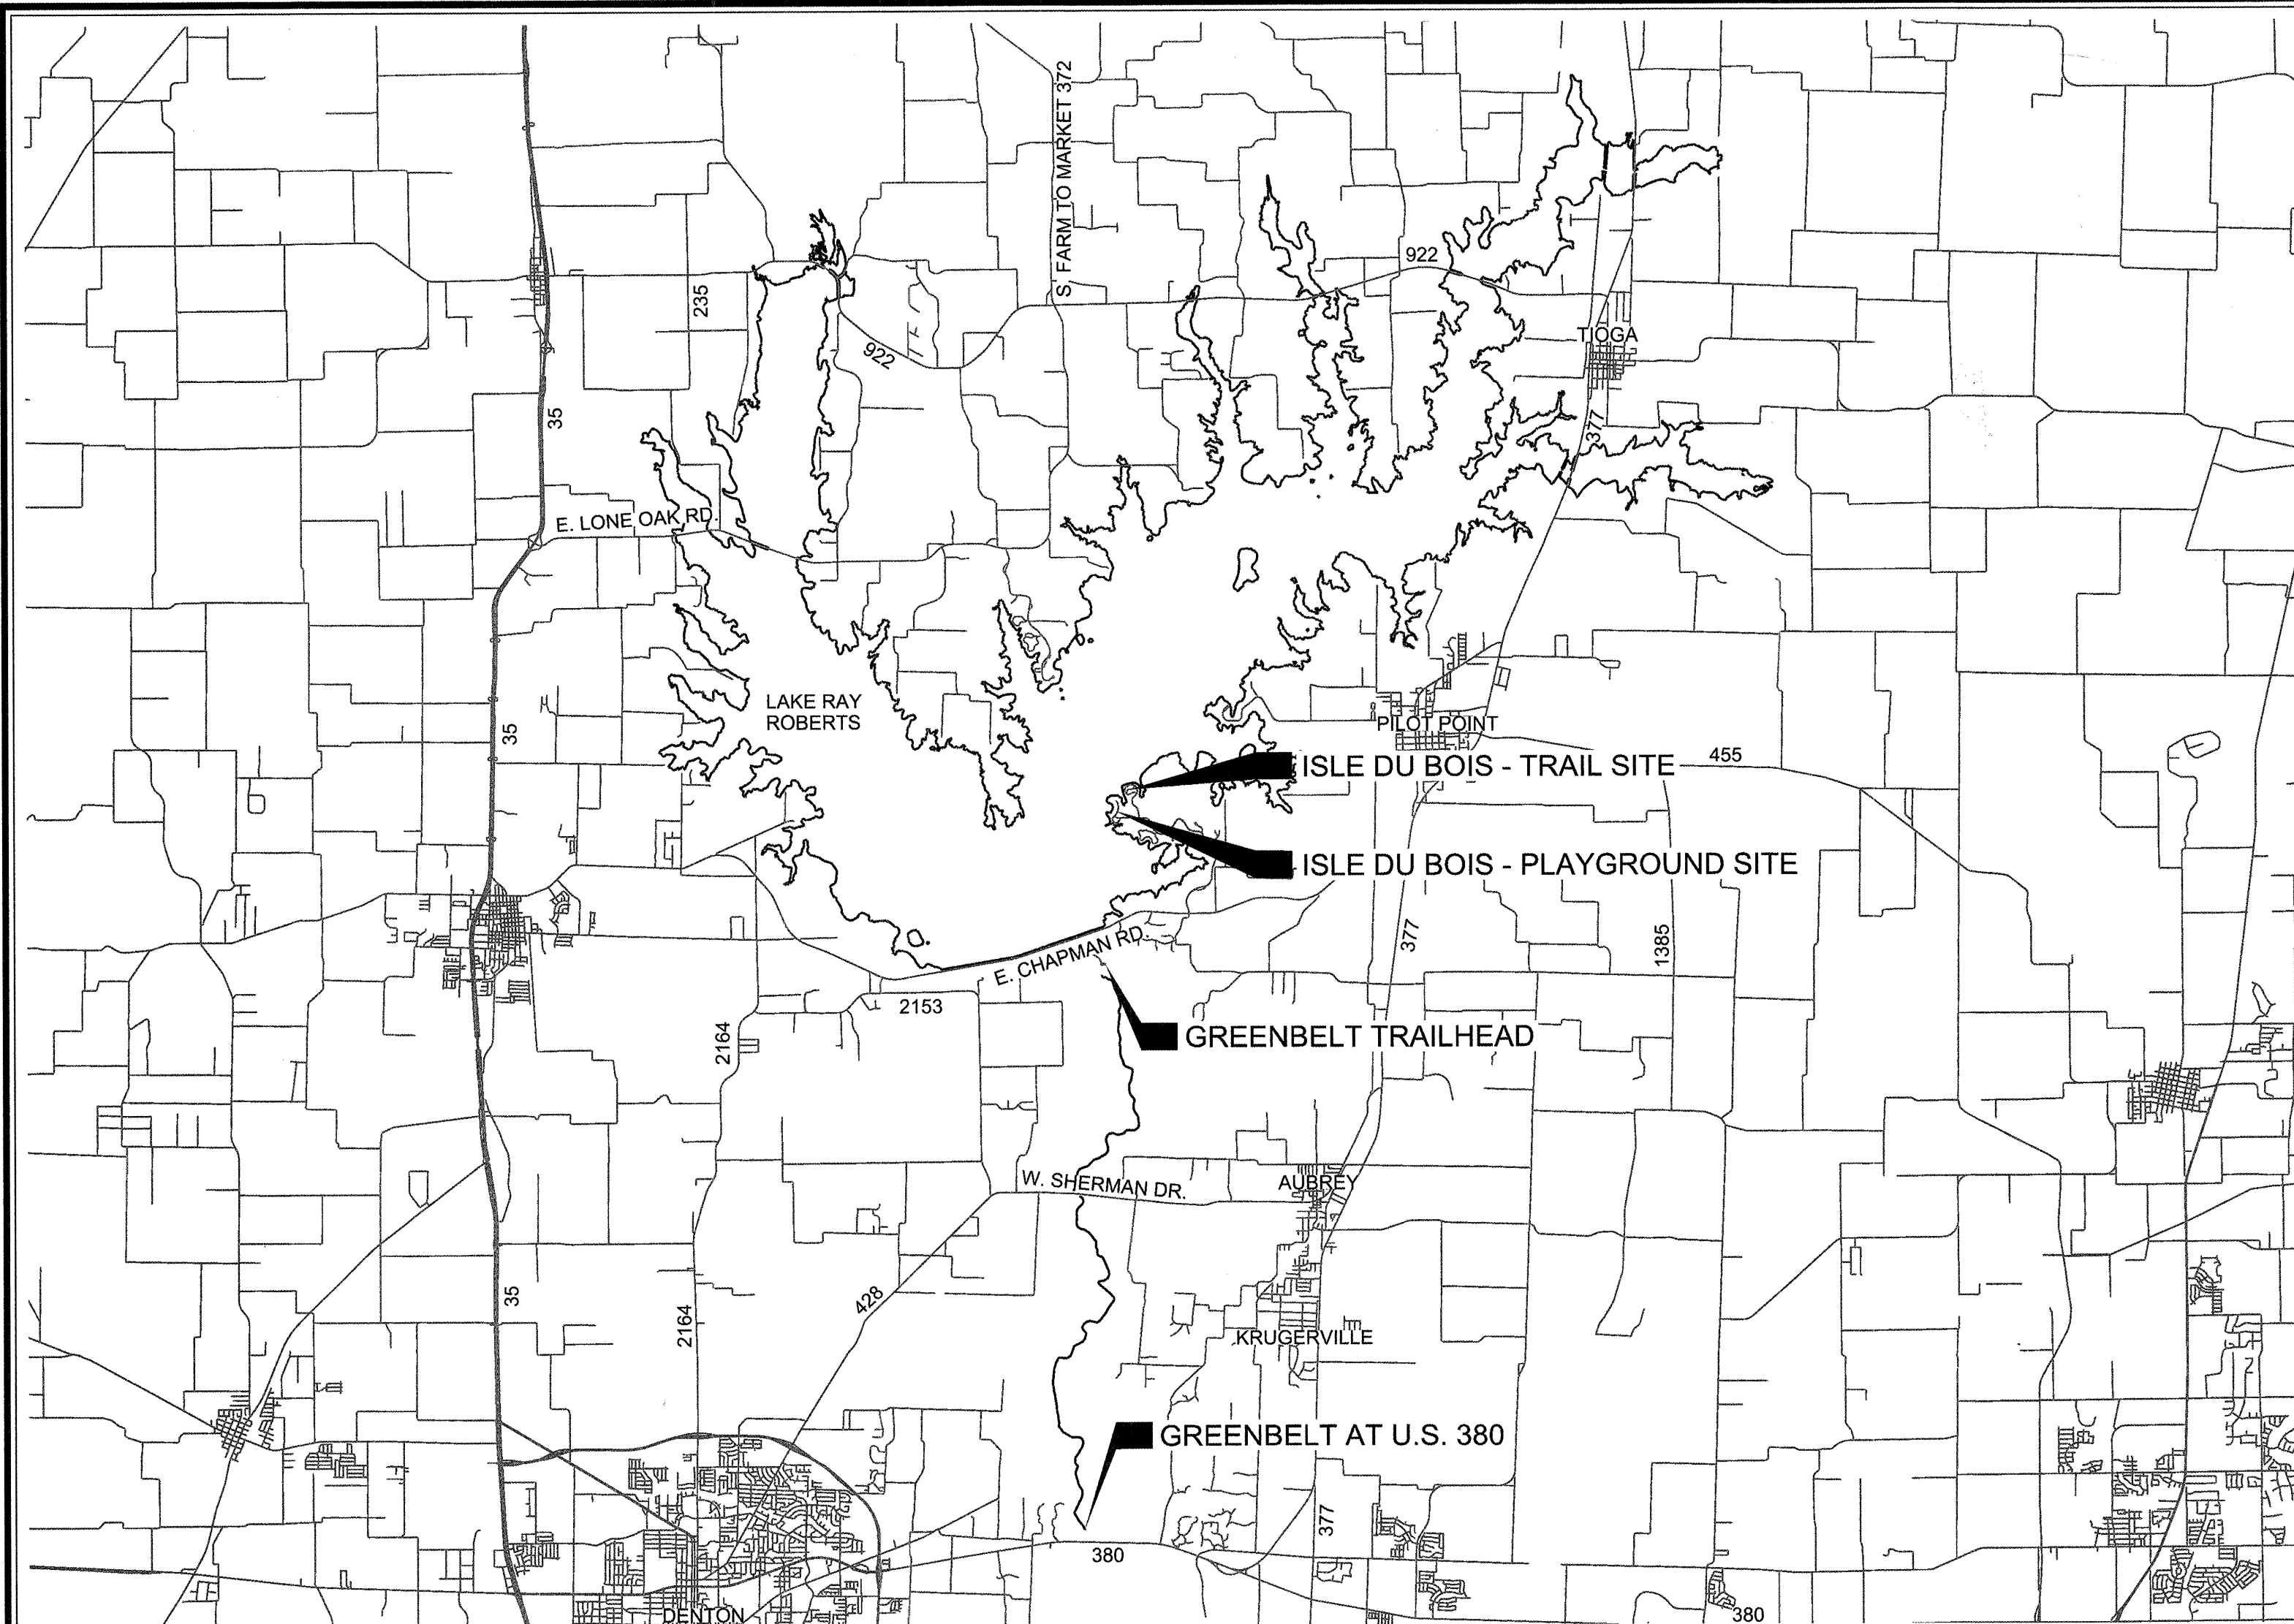 S. FARM TO MARKET 372
922
235
TIOGA
922
35
377
E. LONE OAK RD.
LAKE RAY
ROBERTS
35
PILOT POINT
ISLE DU BOIS - TRAIL SITE
455
ISLE DU BOIS - PLAYGROUND SITE
377
1385
E. CHAPMAN RD.
2153
2164
GREENBELT TRAILHEAD
W. SHERMAN DR.
AUBREY
35
428
2164
KRUGERVILLE
GREENBELT AT U.S. 380
377
380
DENTON
380